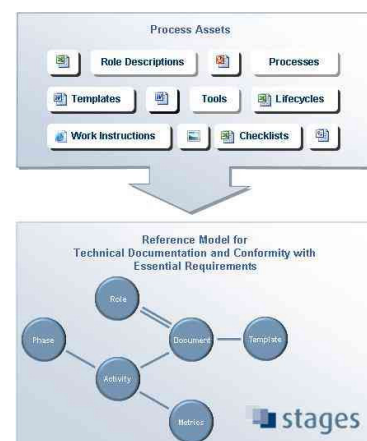 Process Assets
Role Descriptions
Processes
Templates
Tools
Lifecycles
Work Instructions
Checklists
Reference Model for
Technical Documentation and Conformity with
Essential Requirements
Role
Phase
Document
Template
Activity
Metrics
stages